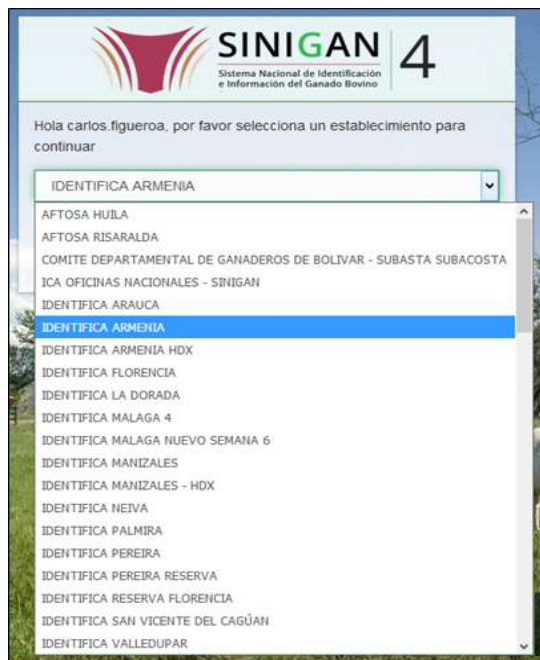 SINIGAN 4
Sistema Nacional de Identificación
e Información del Ganado Bovino
Hola carlos.figueroa, por favor selecciona un establecimiento para
continuar
IDENTIFICA ARMENIA
AFTOSA HUILA
AFTOSA RISARALDA
COMITE DEPARTAMENTAL DE GANADEROS DE BOLIVAR - SUBASTA SUBACOSTA
ICA OFICINAS NACIONALES - SINIGAN
IDENTIFICA ARAUCA
IDENTIFICA ARMENIA
IDENTIFICA ARMENIA HDX
IDENTIFICA FLORENCIA
IDENTIFICA LA DORADA
IDENTIFICA MALAGA 4
IDENTIFICA MALAGA NUEVO SEMANA 6
IDENTIFICA MANIZALES
IDENTIFICA MANIZALES - HDX
IDENTIFICA NEIVA
IDENTIFICA PALMIRA
IDENTIFICA PEREIRA
IDENTIFICA PEREIRA RESERVA
IDENTIFICA RESERVA FLORENCIA
IDENTIFICA SAN VICENTE DEL CAGÚAN
IDENTIFICA VALLEDUPAR